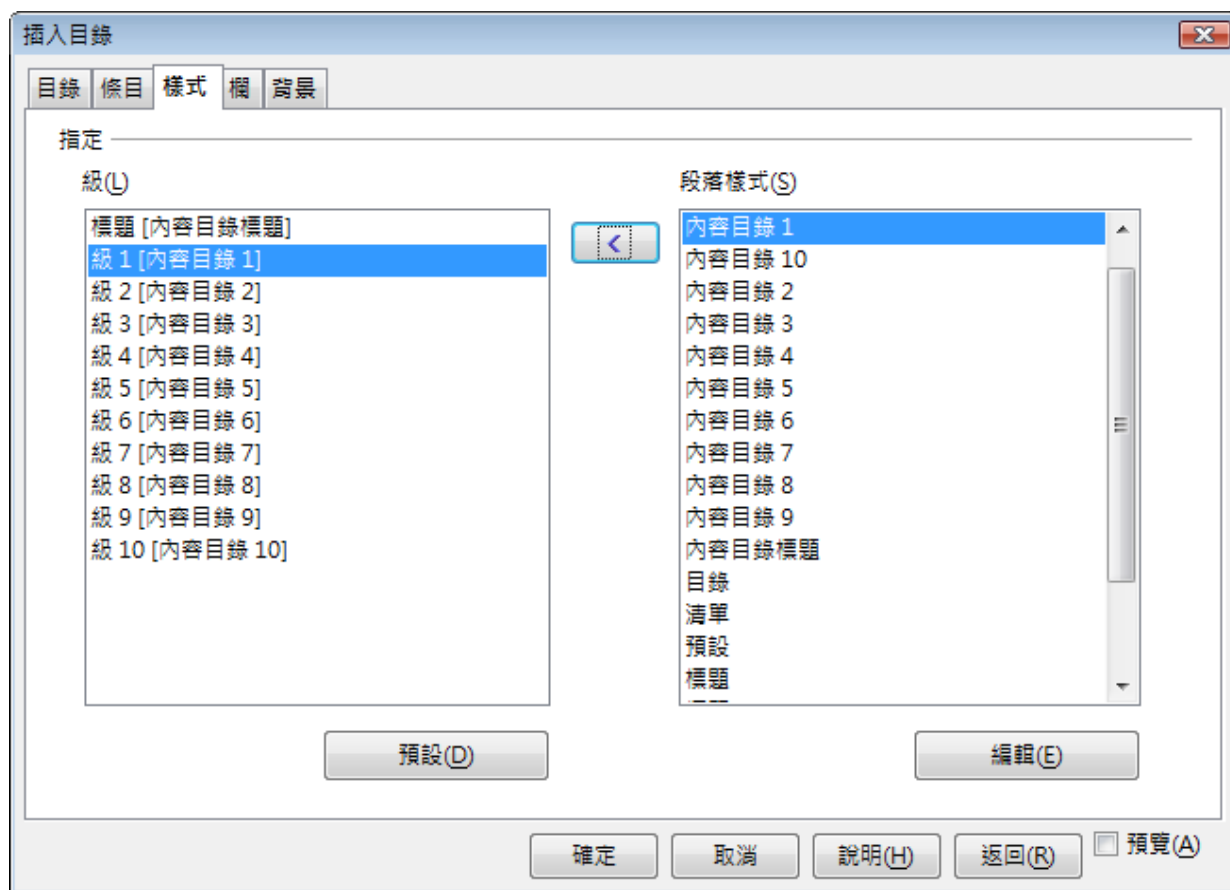 插入目錄
目錄 條目 樣式 欄 背景
指定
級(L)
標題 [內容目錄標題]
級 1 [內容目錄 1]
級 2 [內容目錄 2]
級 3 [內容目錄 3]
級 4 [內容目錄 4]
級 5 [內容目錄 5]
級 6 [內容目錄 6]
級 7 [內容目錄 7]
級 8 [內容目錄 8]
級 9 [內容目錄 9]
級 10 [內容目錄 10]
預設(D)
<
段落樣式(S)
內容目錄 1
內容目錄 10
內容目錄 2
內容目錄 3
內容目錄 4
內容目錄 5
內容目錄 6
內容目錄 7
內容目錄 8
內容目錄 9
內容目錄標題
目錄
清單
預設
標題
編輯(E)
確定 取消 說明(H) 返回(R) 預覽(A)